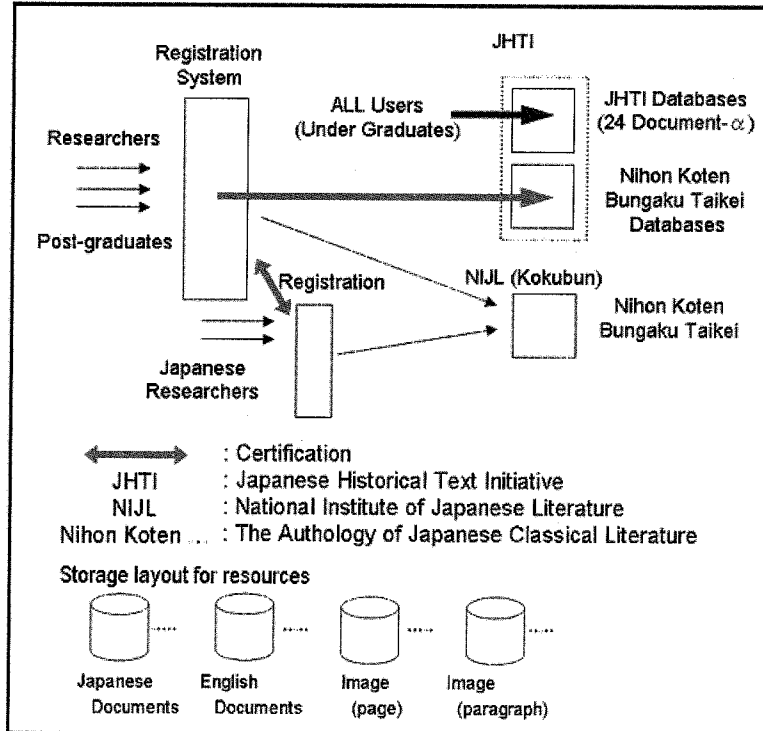 JHTI
Registration
System
ALL Users
(Under Graduates)
JHTI Databases
(24 Document-α)
Researchers
Post-graduates
Nihon Koten
Bungaku Taikei
Databases
Registration
NIJL (Kokubun)
Nihon Koten
Bungaku Taikei
Japanese
Researchers
: Certification
JHTI : Japanese Historical Text Initiative
NIJL : National Institute of Japanese Literature
Nihon Koten ... : The Authology of Japanese Classical Literature
Storage layout for resources
Japanese
Documents
English
Documents
Image
(page)
Image
(paragraph)